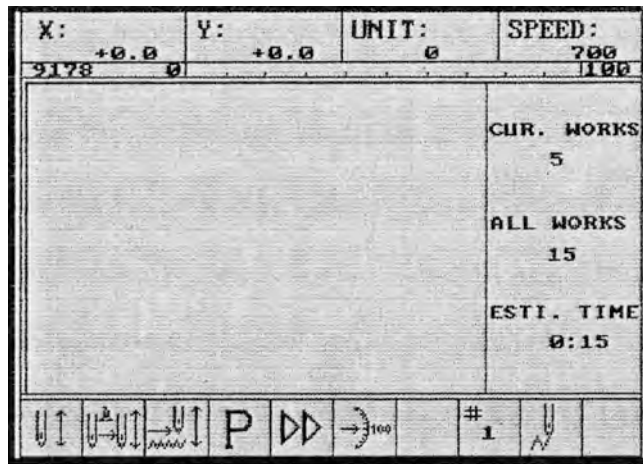 X: Y: UNIT: SPEED:
+0.0 +0.0 0 700
9178 0 100
CUR. WORKS
5
ALL WORKS
15
ESTI. TIME
0:15
P 100 # 1